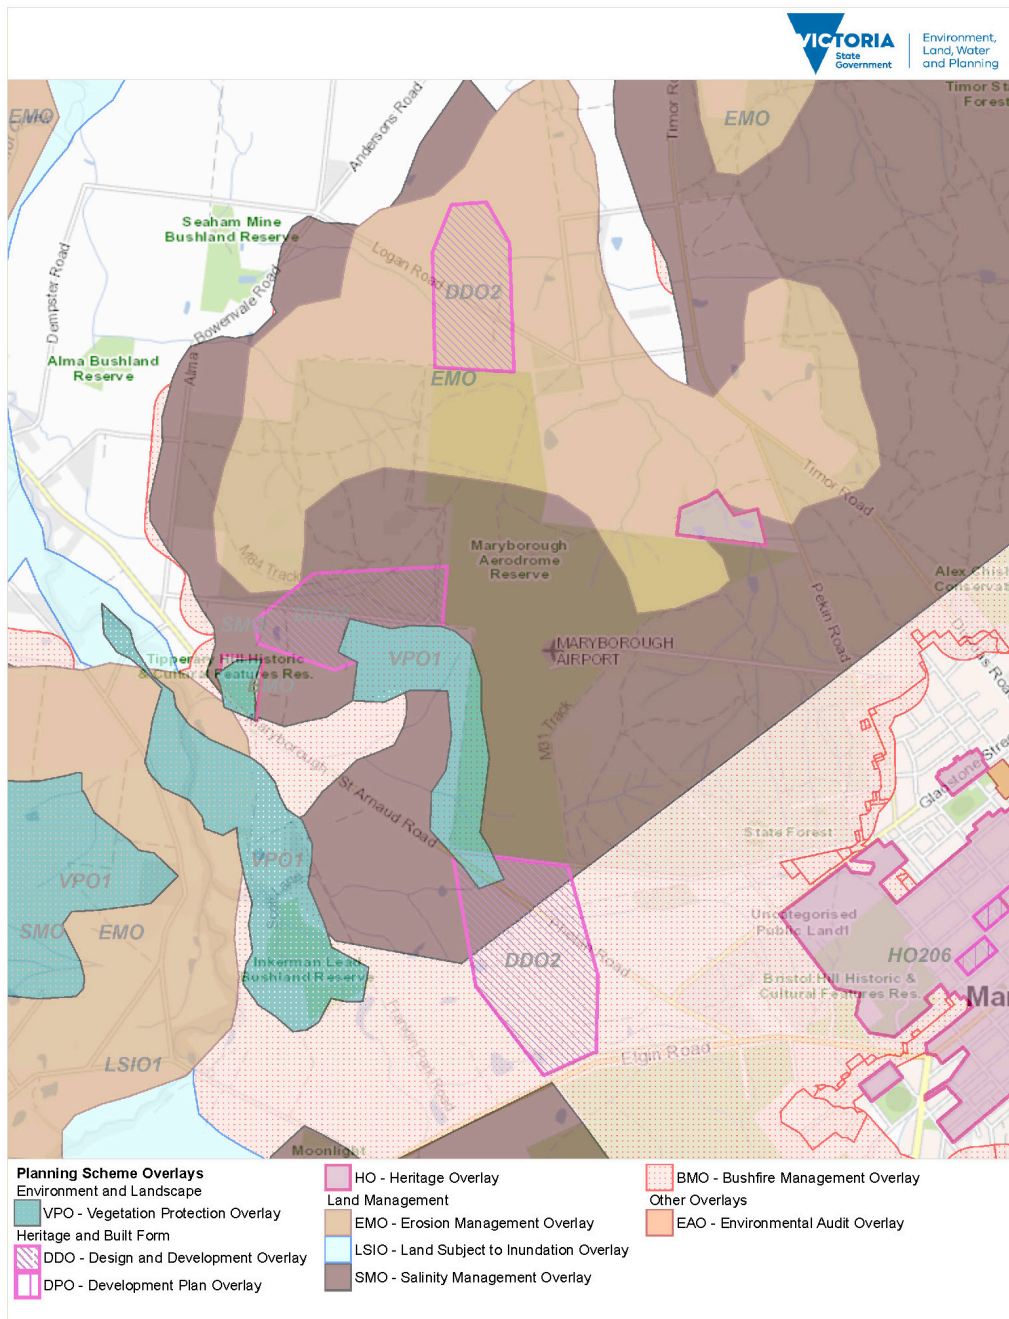 VICTORIA
State
Government
Environment,
Land, Water
and Planning
EMO
Andersons Road
Timor
EMO
Timor St
Forest
Seaham Mine
Bushland Reserve
Logan Road
Dempster Road
Bowenvale Road
DDO2
Alma Bushland
Reserve
Alma
EMO
Timor Road
Maryborough
Aerodrome
Reserve
M84 Track
Alex Chis
Conservat
Pekin Road
SMO
MARYBOROUGH
AIRPORT
VPO1
Tipperary Hill Historic
& Cultural Features Res.
Maryborough
St Arnaud Road
M31 Track
Gladstone Stree
State Forest
VPO1
VPO1
SMO
EMO
Uncategorised
Public Land1
DDO2
HO206
Inkerman Lead
Bushland Reserve
Bristol Hill Historic &
Cultural Features Res.
Mar
Elgin Road
LSIO1
Moonlight
Planning Scheme Overlays
Environment and Landscape
VPO - Vegetation Protection Overlay
Heritage and Built Form
DDO - Design and Development Overlay
DPO - Development Plan Overlay
HO - Heritage Overlay
Land Management
EMO - Erosion Management Overlay
LSIO - Land Subject to Inundation Overlay
SMO - Salinity Management Overlay
BMO - Bushfire Management Overlay
Other Overlays
EAO - Environmental Audit Overlay